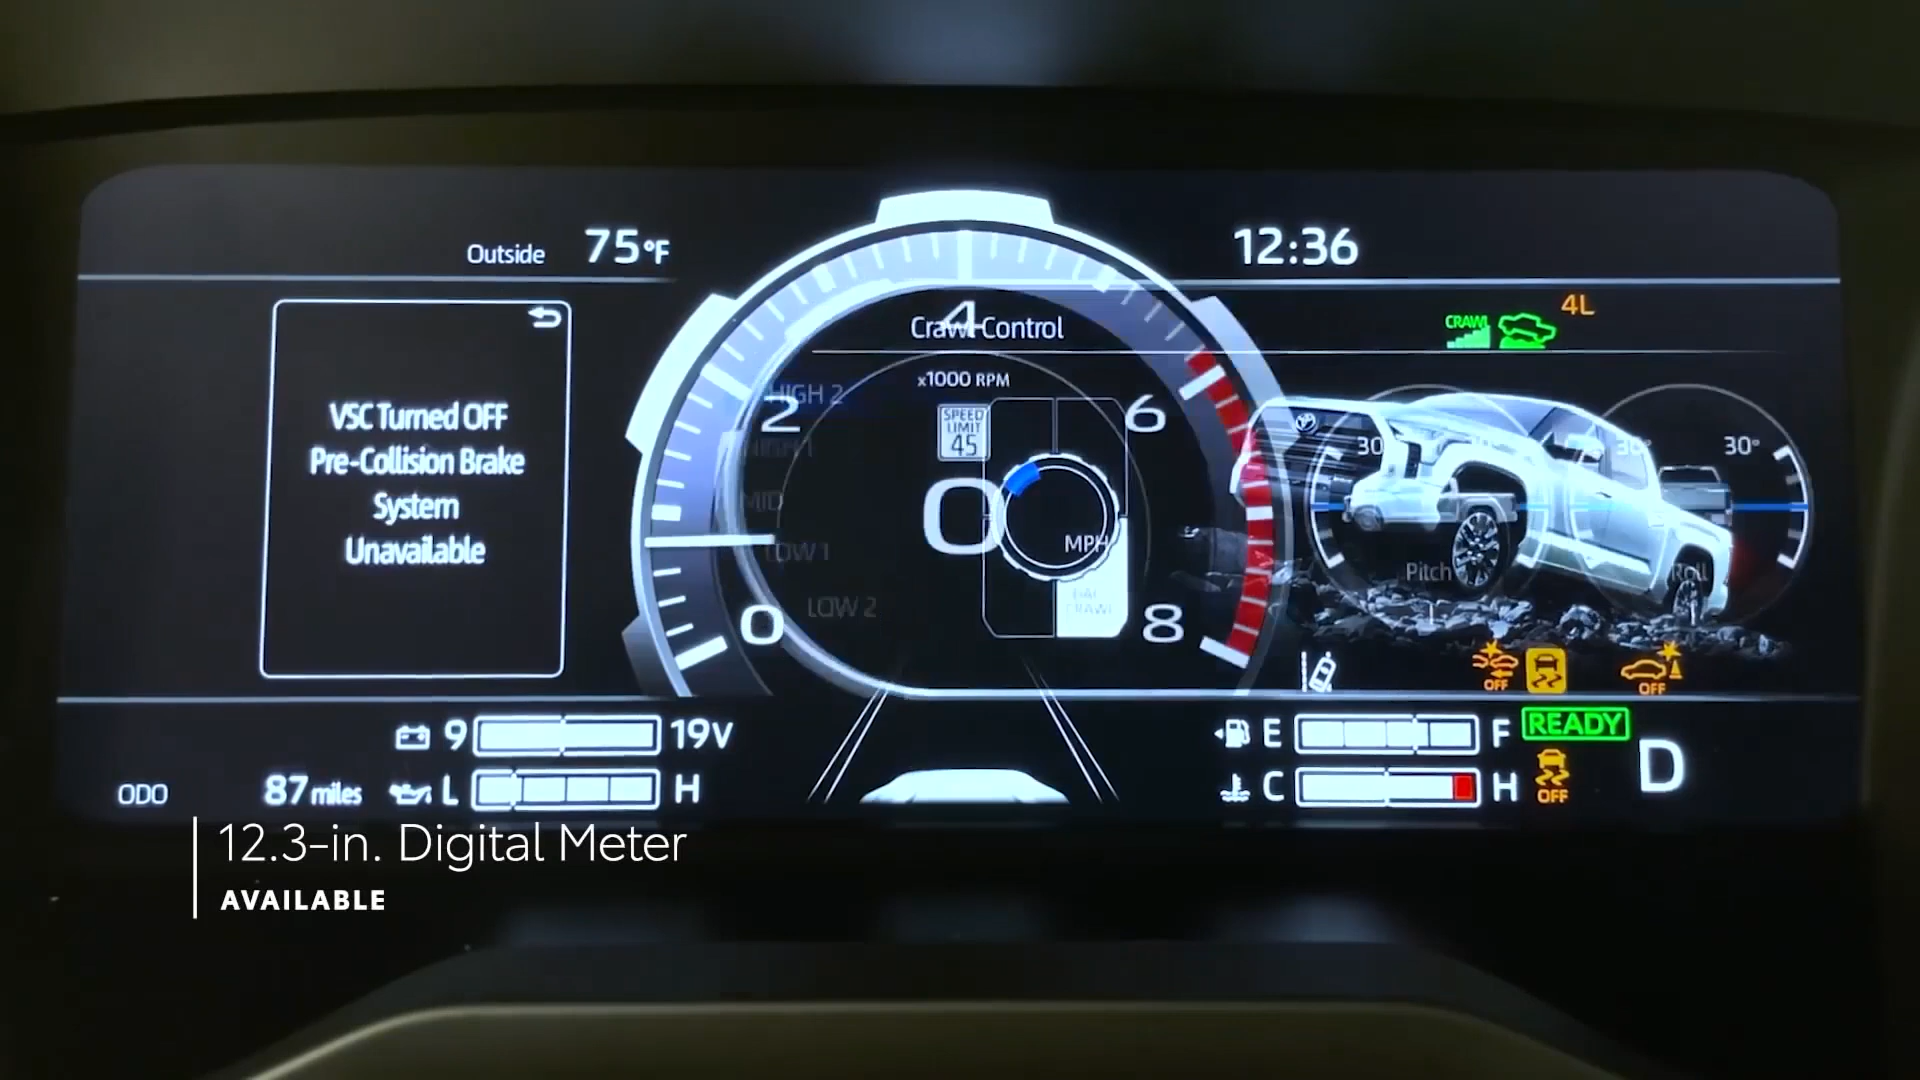 Outside 75°F
12:36
4L
CRAWL
Crawl Control
4
x1000 RPM
HIGH 2
2
6
SPEED
LIMIT
45
HIGH 1
MID
0
MPH
LOW 1
LOW 2
0
8
VSC Turned OFF
Pre-Collision Brake
System
Unavailable
30
30°
30°
Pitch
Roll
OFF
OFF
9
19V
E
F
READY
ODO
87 miles
L
H
C
H
OFF
D
12.3-in. Digital Meter
AVAILABLE